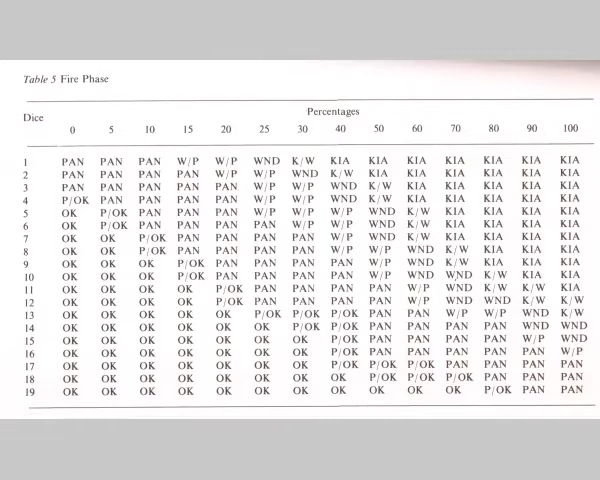 Table 5 Fire Phase
Dice Percentages
0 5 10 15 20 25 30 40 50 60 70 80 90 100
1 PAN PAN PAN W/P W/P WND K/W KIA KIA KIA KIA KIA KIA KIA
2 PAN PAN PAN PAN W/P W/P WND K/W KIA KIA KIA KIA KIA KIA
3 PAN PAN PAN PAN PAN W/P W/P WND K/W KIA KIA KIA KIA KIA
4 P/OK PAN PAN PAN PAN W/P W/P WND K/W KIA KIA KIA KIA KIA
5 OK P/OK PAN PAN PAN W/P W/P W/P WND K/W KIA KIA KIA KIA
6 OK P/OK PAN PAN PAN PAN W/P W/P WND K/W KIA KIA KIA KIA
7 OK OK P/OK PAN PAN PAN PAN W/P WND K/W KIA KIA KIA KIA
8 OK OK P/OK PAN PAN PAN PAN W/P W/P WND K/W KIA KIA KIA
9 OK OK OK P/OK PAN PAN PAN PAN W/P WND K/W KIA KIA KIA
10 OK OK OK P/OK PAN PAN PAN PAN W/P WND WND K/W KIA KIA
11 OK OK OK OK P/OK PAN PAN PAN PAN W/P WND K/W K/W KIA
12 OK OK OK OK P/OK PAN PAN PAN PAN W/P WND WND K/W K/W
13 OK OK OK OK OK P/OK P/OK P/OK PAN PAN W/P W/P WND K/W
14 OK OK OK OK OK OK P/OK P/OK PAN PAN PAN PAN WND WND
15 OK OK OK OK OK OK OK P/OK PAN PAN PAN PAN W/P WND
16 OK OK OK OK OK OK OK P/OK PAN PAN PAN PAN PAN W/P
17 OK OK OK OK OK OK OK P/OK P/OK P/OK PAN PAN PAN PAN
18 OK OK OK OK OK OK OK OK P/OK P/OK P/OK PAN PAN PAN
19 OK OK OK OK OK OK OK OK OK OK OK P/OK PAN PAN